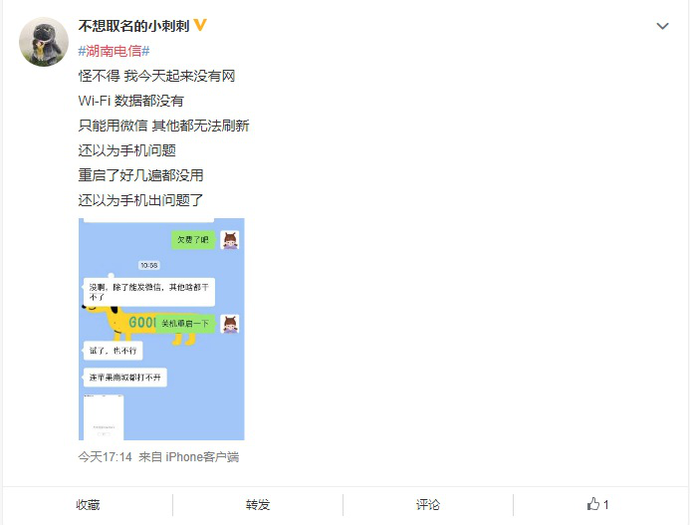 不想取名的小刺刺
#湖南电信#
怪不得 我今天起来没有网
Wi-Fi 数据都没有
只能用微信 其他都无法刷新
还以为手机问题
重启了好几遍都没用
还以为手机出问题了
欠费了吧
10:58
没啊,除了能发微信,其他啥都干
不了
GOO
关机重启一下
试了,也不行
连苹果商城都打不开
今天17:14 来自 iPhone客户端
收藏
转发
评论
1